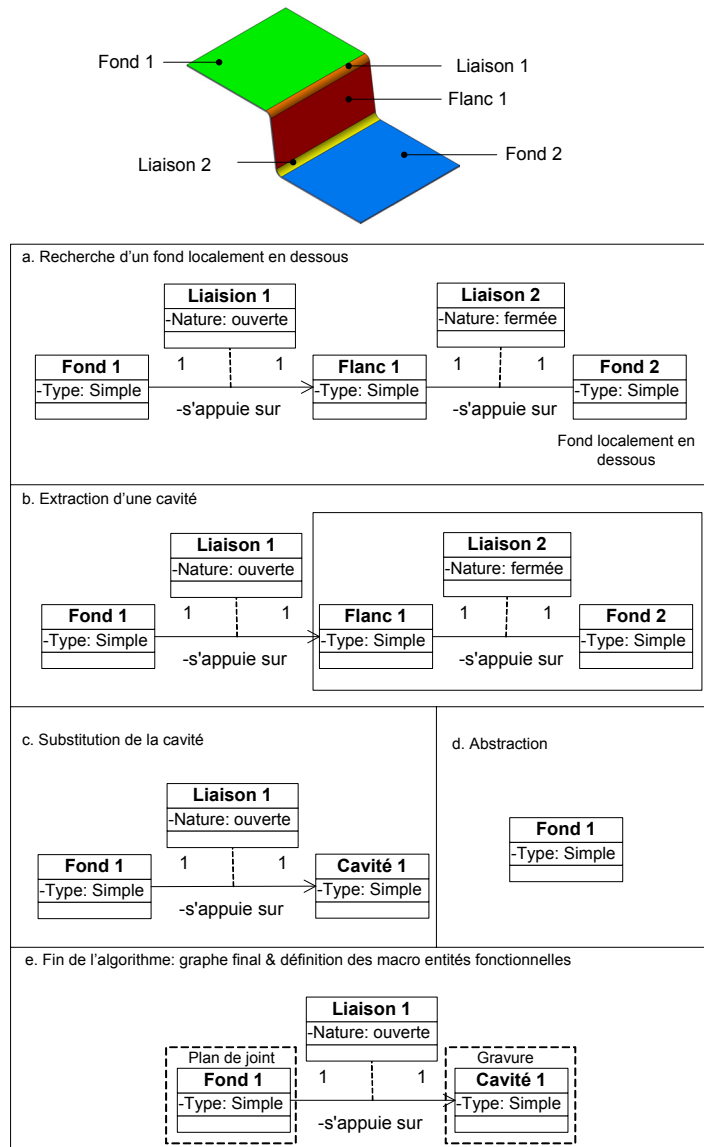 Fond 1
Liaison 1
Flanc 1
Liaison 2
Fond 2
a. Recherche d'un fond localement en dessous
Liaision 1
-Nature: ouverte
Liaison 2
-Nature: fermée
Fond 1
-Type: Simple
1 1
-s'appuie sur
Flanc 1
-Type: Simple
1 1
-s'appuie sur
Fond 2
-Type: Simple
Fond localement en
dessous
b. Extraction d'une cavité
Liaison 1
-Nature: ouverte
Liaison 2
-Nature: fermée
Fond 1
-Type: Simple
1 1
-s'appuie sur
Flanc 1
-Type: Simple
1 1
-s'appuie sur
Fond 2
-Type: Simple
c. Substitution de la cavité
Liaison 1
-Nature: ouverte
Fond 1
-Type: Simple
1 1
-s'appuie sur
Cavité 1
-Type: Simple
d. Abstraction
Fond 1
-Type: Simple
e. Fin de l'algorithme: graphe final & définition des macro entités fonctionnelles
Liaison 1
-Nature: ouverte
Plan de joint
Fond 1
-Type: Simple
1 1
-s'appuie sur
Gravure
Cavité 1
-Type: Simple